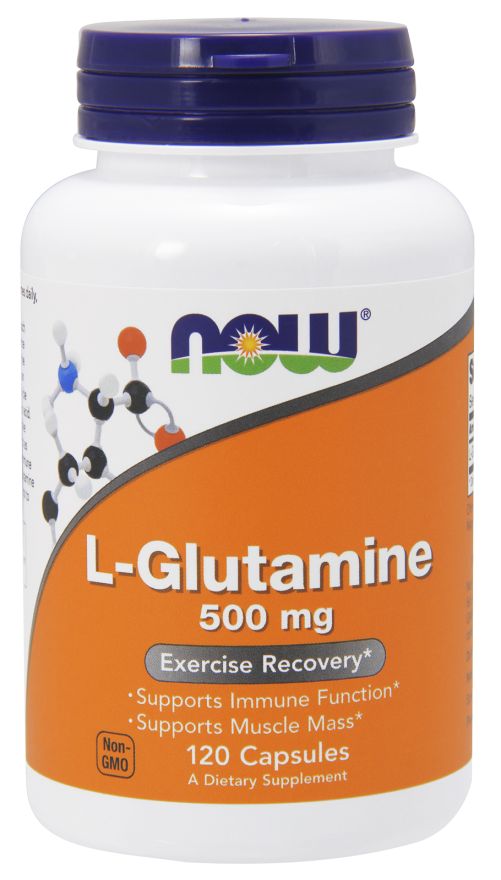 now®
L-Glutamine
500 mg
Exercise Recovery*
•Supports Immune Function*
•Supports Muscle Mass*
Non-
GMO
120 Capsules
A Dietary Supplement